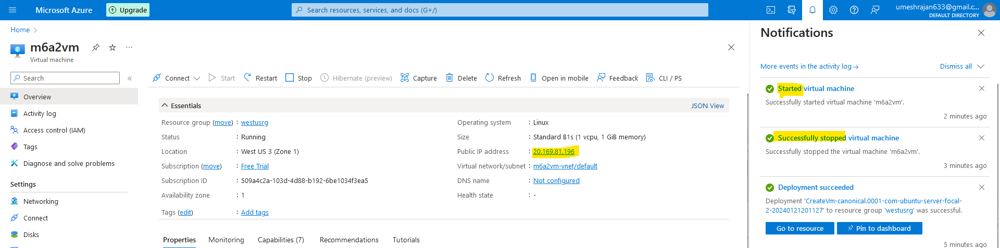 Microsoft Azure
Upgrade
Search resources, services, and docs (G+/)
umeshrajan633@gmail.c...
DEFAULT DIRECTORY
Home
m6a2vm
Virtual machine
Search
Overview
Activity log
Access control (IAM)
Tags
Diagnose and solve problems
Settings
Networking
Connect
Disks
Connect Start Restart Stop Hibernate (preview) Capture Delete Refresh Open in mobile Feedback CLI / PS
Essentials
JSON View
Resource group (move) : westusrg
Status : Running
Location : West US 3 (Zone 1)
Subscription (move) : Free Trial
Subscription ID : 509a4c2a-103d-4d88-b192-6be1034f3ea5
Availability zone : 1
Tags (edit) : Add tags
Operating system : Linux
Size : Standard B1s (1 vcpu, 1 GiB memory)
Public IP address : 20.169.81.196
Virtual network/subnet : m6a2vm-vnet/default
DNS name : Not configured
Health state : -
Properties Monitoring Capabilities (7) Recommendations Tutorials
Notifications
More events in the activity log →
Dismiss all
Started virtual machine
Successfully started virtual machine 'm6a2vm'.
2 minutes ago
Successfully stopped virtual machine
Successfully stopped the virtual machine 'm6a2vm'.
3 minutes ago
Deployment succeeded
Deployment 'CreateVm-canonical.0001-com-ubuntu-server-focal-
2-20240121201127' to resource group 'westusrg' was successful.
Go to resource
Pin to dashboard
5 minutes ago